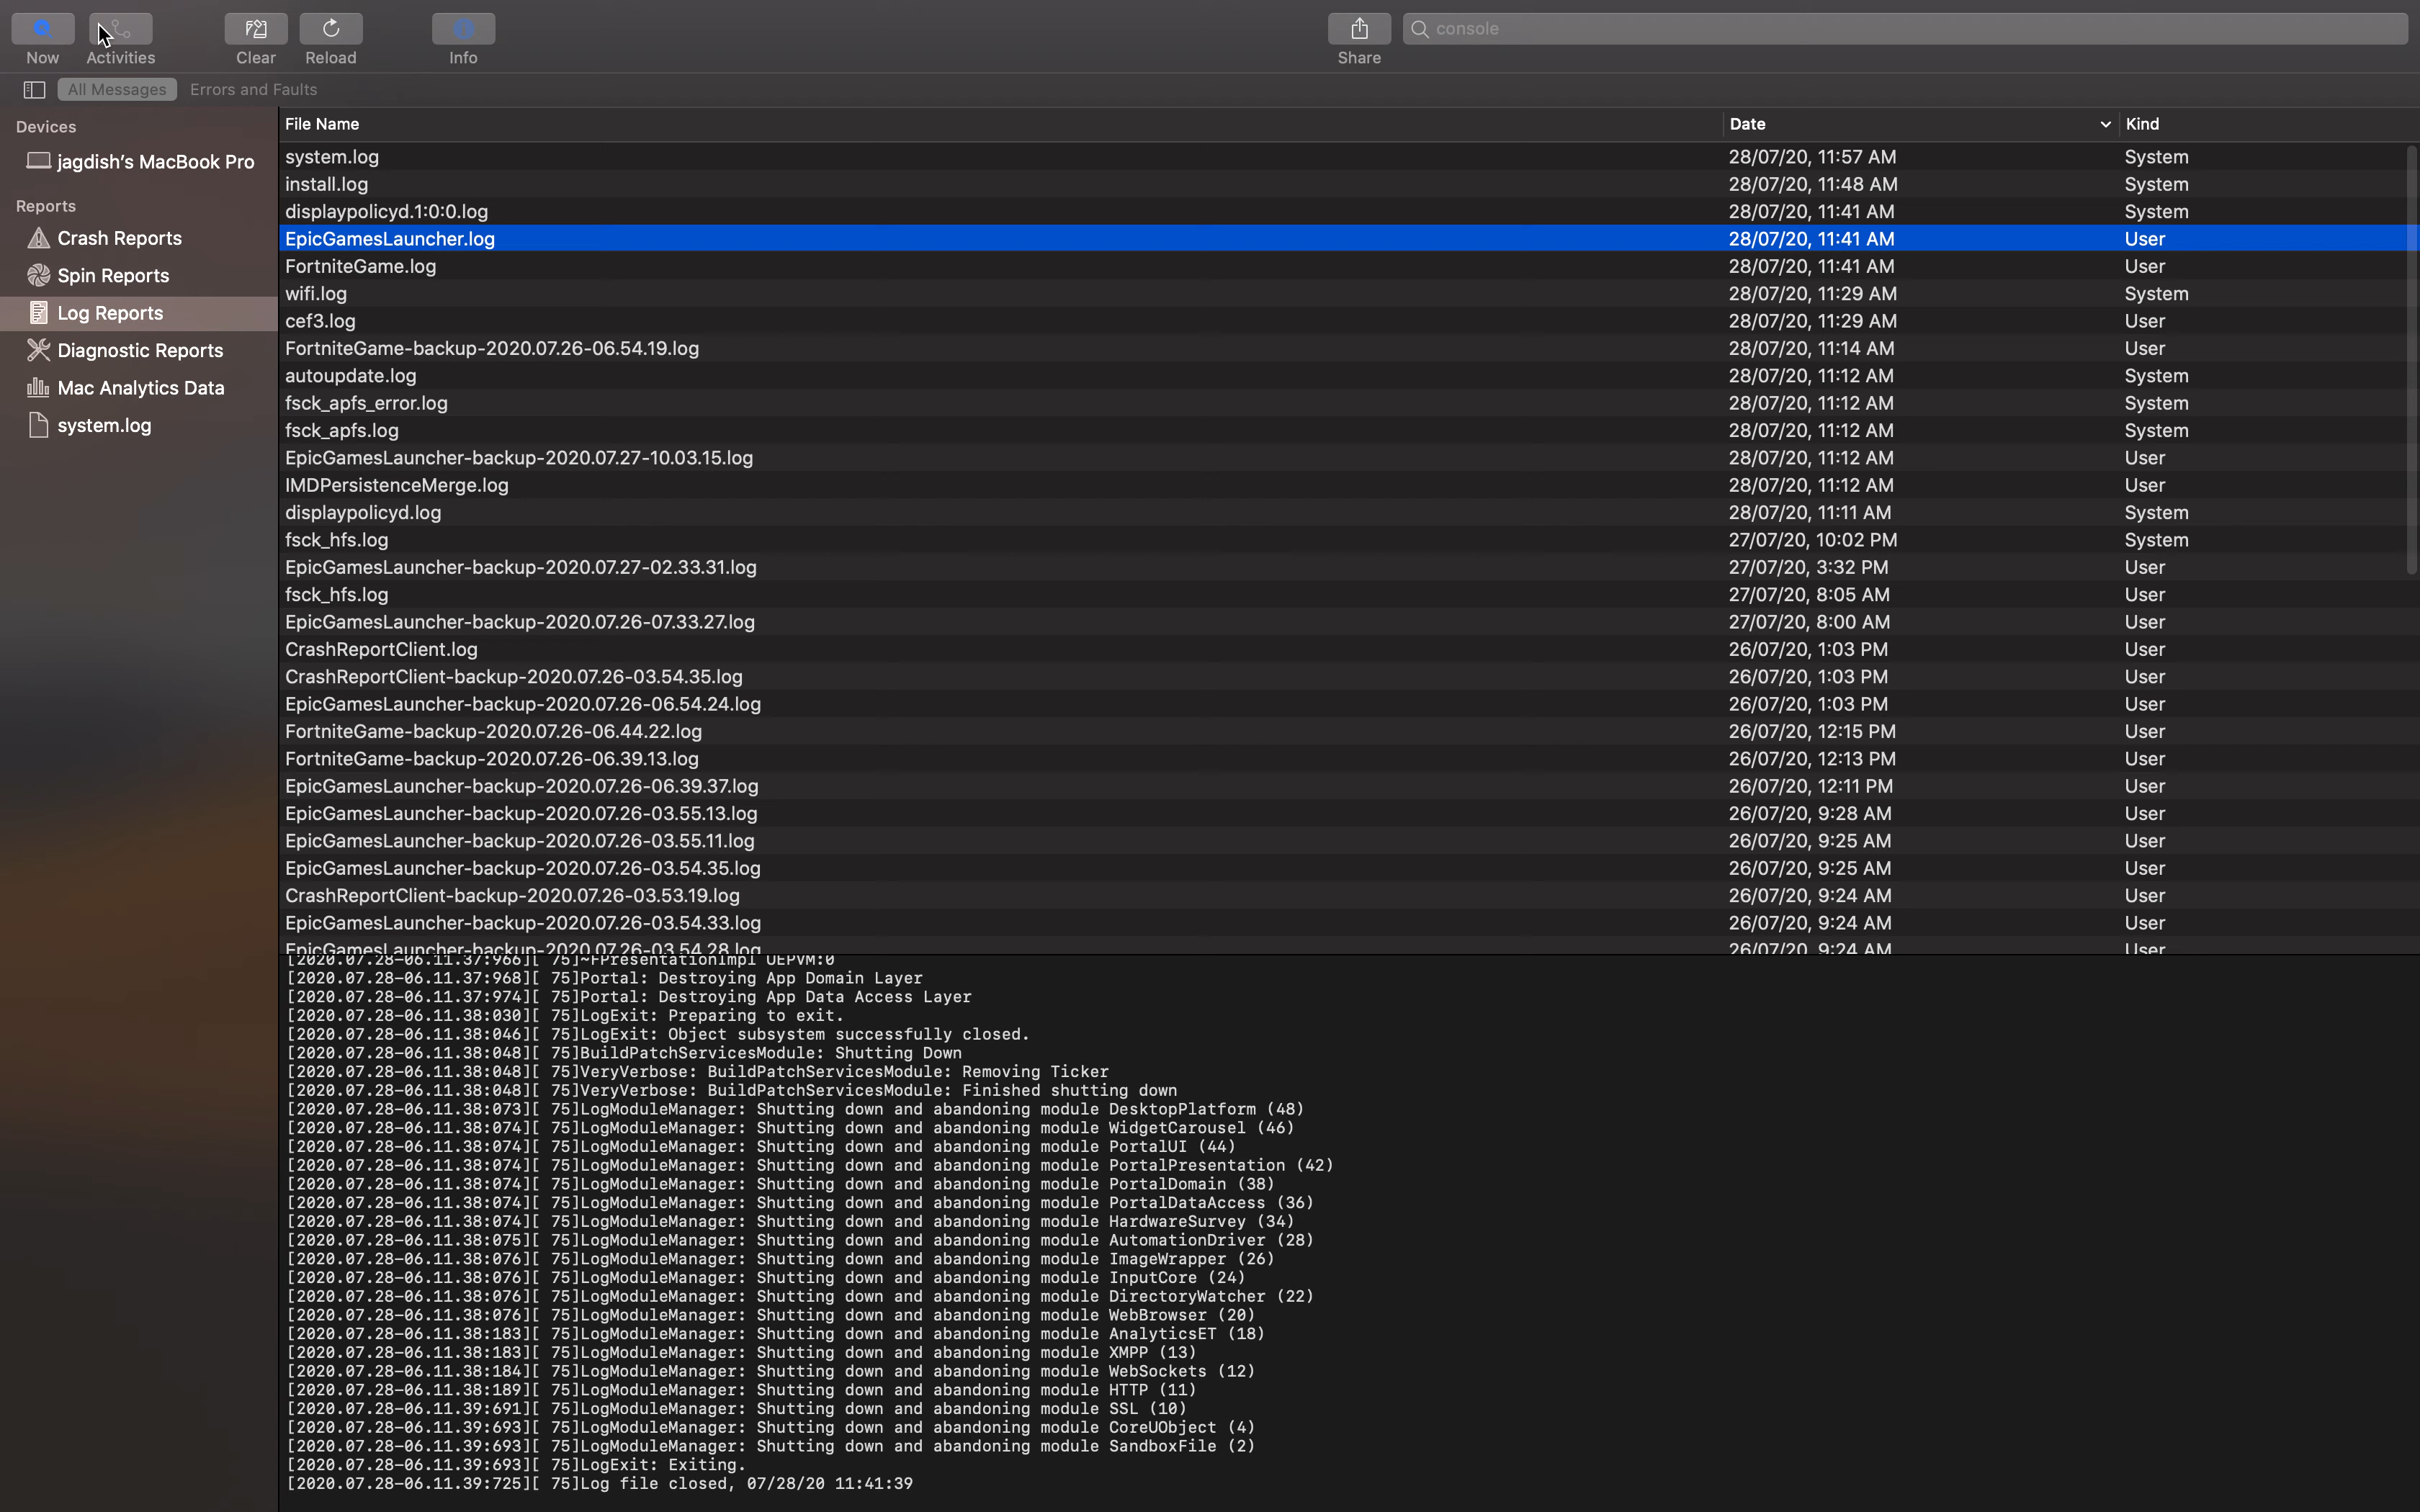 console
Now Activities Clear Reload Info Share
All Messages Errors and Faults
Devices
jagdish's MacBook Pro
Reports
Crash Reports
Spin Reports
Log Reports
Diagnostic Reports
Mac Analytics Data
system.log
File Name Date Kind
system.log 28/07/20, 11:57 AM System
install.log 28/07/20, 11:48 AM System
displaypolicyd.1:0:0.log 28/07/20, 11:41 AM System
EpicGamesLauncher.log 28/07/20, 11:41 AM User
FortniteGame.log 28/07/20, 11:41 AM User
wifi.log 28/07/20, 11:29 AM System
cef3.log 28/07/20, 11:29 AM User
FortniteGame-backup-2020.07.26-06.54.19.log 28/07/20, 11:14 AM User
autoupdate.log 28/07/20, 11:12 AM System
fsck_apfs_error.log 28/07/20, 11:12 AM System
fsck_apfs.log 28/07/20, 11:12 AM System
EpicGamesLauncher-backup-2020.07.27-10.03.15.log 28/07/20, 11:12 AM User
IMDPersistenceMerge.log 28/07/20, 11:12 AM User
displaypolicyd.log 28/07/20, 11:11 AM System
fsck_hfs.log 27/07/20, 10:02 PM System
EpicGamesLauncher-backup-2020.07.27-02.33.31.log 27/07/20, 3:32 PM User
fsck_hfs.log 27/07/20, 8:05 AM User
EpicGamesLauncher-backup-2020.07.26-07.33.27.log 27/07/20, 8:00 AM User
CrashReportClient.log 26/07/20, 1:03 PM User
CrashReportClient-backup-2020.07.26-03.54.35.log 26/07/20, 1:03 PM User
EpicGamesLauncher-backup-2020.07.26-06.54.24.log 26/07/20, 1:03 PM User
FortniteGame-backup-2020.07.26-06.44.22.log 26/07/20, 12:15 PM User
FortniteGame-backup-2020.07.26-06.39.13.log 26/07/20, 12:13 PM User
EpicGamesLauncher-backup-2020.07.26-06.39.37.log 26/07/20, 12:11 PM User
EpicGamesLauncher-backup-2020.07.26-03.55.13.log 26/07/20, 9:28 AM User
EpicGamesLauncher-backup-2020.07.26-03.55.11.log 26/07/20, 9:25 AM User
EpicGamesLauncher-backup-2020.07.26-03.54.35.log 26/07/20, 9:25 AM User
CrashReportClient-backup-2020.07.26-03.53.19.log 26/07/20, 9:24 AM User
EpicGamesLauncher-backup-2020.07.26-03.54.33.log 26/07/20, 9:24 AM User
EpicGamesLauncher-backup-2020.07.26-03.54.28.log 26/07/20, 9:24 AM User
[2020.07.28-06.11.37:966][ 75]~FPresentationImpl UEPVM:0
[2020.07.28-06.11.37:968][ 75]Portal: Destroying App Domain Layer
[2020.07.28-06.11.37:974][ 75]Portal: Destroying App Data Access Layer
[2020.07.28-06.11.38:030][ 75]LogExit: Preparing to exit.
[2020.07.28-06.11.38:046][ 75]LogExit: Object subsystem successfully closed.
[2020.07.28-06.11.38:048][ 75]BuildPatchServicesModule: Shutting Down
[2020.07.28-06.11.38:048][ 75]VeryVerbose: BuildPatchServicesModule: Removing Ticker
[2020.07.28-06.11.38:048][ 75]VeryVerbose: BuildPatchServicesModule: Finished shutting down
[2020.07.28-06.11.38:073][ 75]LogModuleManager: Shutting down and abandoning module DesktopPlatform (48)
[2020.07.28-06.11.38:074][ 75]LogModuleManager: Shutting down and abandoning module WidgetCarousel (46)
[2020.07.28-06.11.38:074][ 75]LogModuleManager: Shutting down and abandoning module PortalUI (44)
[2020.07.28-06.11.38:074][ 75]LogModuleManager: Shutting down and abandoning module PortalPresentation (42)
[2020.07.28-06.11.38:074][ 75]LogModuleManager: Shutting down and abandoning module PortalDomain (38)
[2020.07.28-06.11.38:074][ 75]LogModuleManager: Shutting down and abandoning module PortalDataAccess (36)
[2020.07.28-06.11.38:074][ 75]LogModuleManager: Shutting down and abandoning module HardwareSurvey (34)
[2020.07.28-06.11.38:075][ 75]LogModuleManager: Shutting down and abandoning module AutomationDriver (28)
[2020.07.28-06.11.38:076][ 75]LogModuleManager: Shutting down and abandoning module ImageWrapper (26)
[2020.07.28-06.11.38:076][ 75]LogModuleManager: Shutting down and abandoning module InputCore (24)
[2020.07.28-06.11.38:076][ 75]LogModuleManager: Shutting down and abandoning module DirectoryWatcher (22)
[2020.07.28-06.11.38:076][ 75]LogModuleManager: Shutting down and abandoning module WebBrowser (20)
[2020.07.28-06.11.38:183][ 75]LogModuleManager: Shutting down and abandoning module AnalyticsET (18)
[2020.07.28-06.11.38:183][ 75]LogModuleManager: Shutting down and abandoning module XMPP (13)
[2020.07.28-06.11.38:184][ 75]LogModuleManager: Shutting down and abandoning module WebSockets (12)
[2020.07.28-06.11.38:189][ 75]LogModuleManager: Shutting down and abandoning module HTTP (11)
[2020.07.28-06.11.39:691][ 75]LogModuleManager: Shutting down and abandoning module SSL (10)
[2020.07.28-06.11.39:693][ 75]LogModuleManager: Shutting down and abandoning module CoreUObject (4)
[2020.07.28-06.11.39:693][ 75]LogModuleManager: Shutting down and abandoning module SandboxFile (2)
[2020.07.28-06.11.39:693][ 75]LogExit: Exiting.
[2020.07.28-06.11.39:725][ 75]Log file closed, 07/28/20 11:41:39